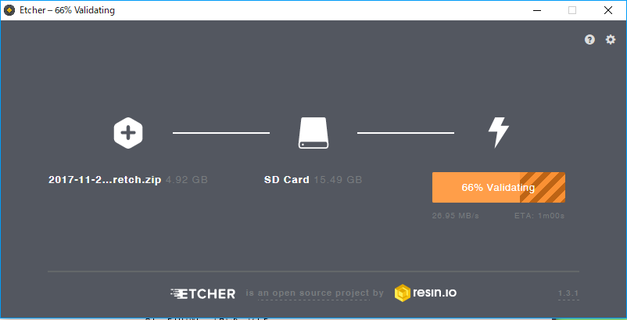 Etcher – 66% Validating
2017-11-2...retch.zip 4.92 GB
SD Card 15.49 GB
66% Validating
26.95 MB/s ETA: 1m00s
ETCHER is an open source project by resin.io 1.3.1